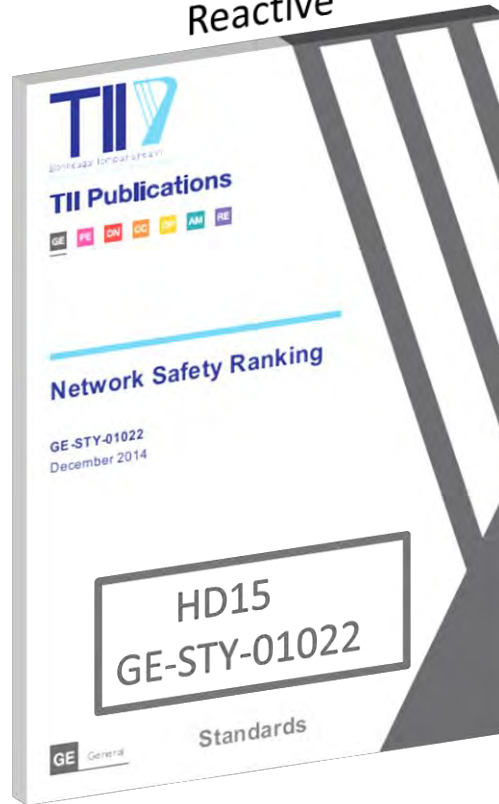 Reactive
TII
TII Publications
GE PE DN CC OP AM RE
Network Safety Ranking
GE-STY-01022
December 2014
HD15
GE-STY-01022
Standards
GE General